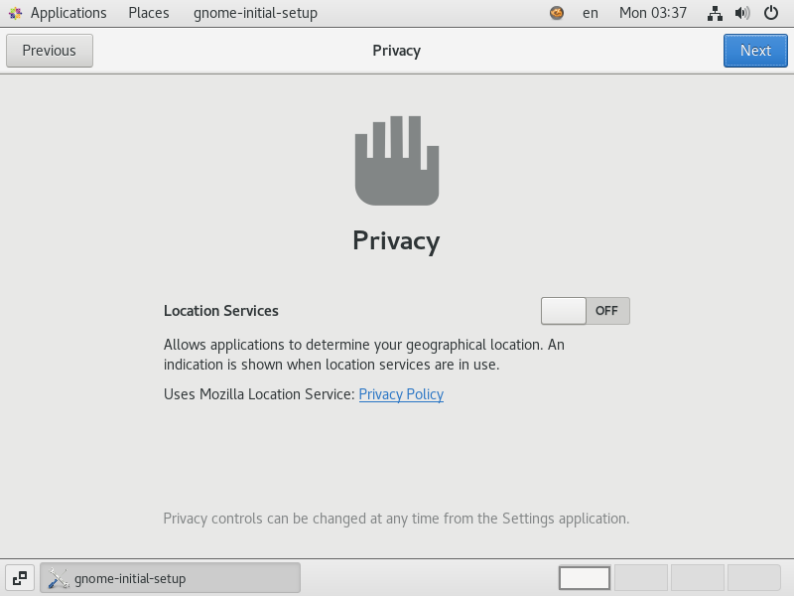 Applications Places gnome-initial-setup en Mon 03:37
Previous Privacy Next
Privacy
Location Services OFF
Allows applications to determine your geographical location. An
indication is shown when location services are in use.
Uses Mozilla Location Service: Privacy Policy
Privacy controls can be changed at any time from the Settings application.
gnome-initial-setup